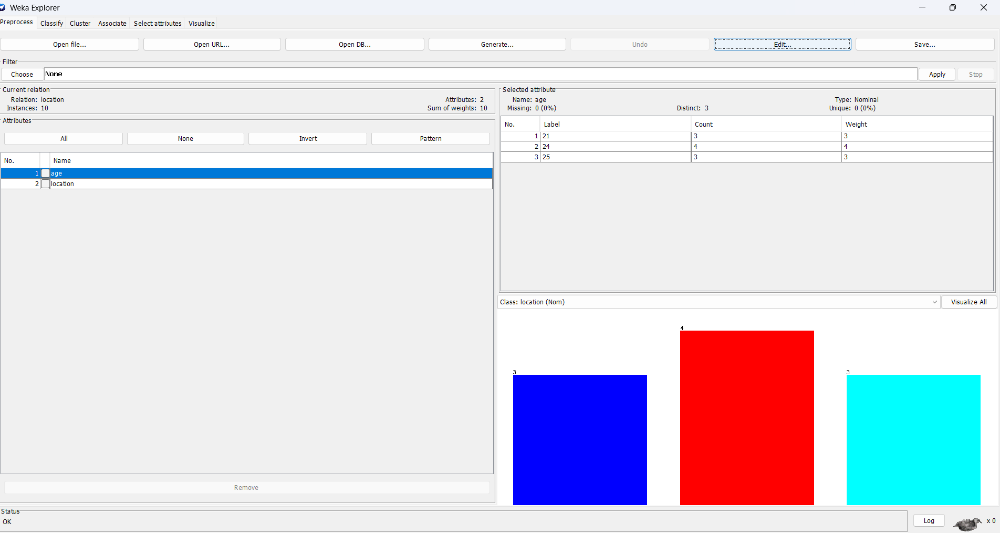 Weka Explorer
Preprocess Classify Cluster Associate Select attributes Visualize
Open file... Open URL... Open DB... Generate... Undo Edit... Save...
Filter
Choose None Apply Stop
Current relation
Relation: location Attributes: 2
Instances: 10 Sum of weights: 10
Attributes
All None Invert Pattern
No. Name
1 age
2 location
Remove
Selected attribute
Name: age Type: Nominal
Missing: 0 (0%) Distinct: 3 Unique: 0 (0%)
No. Label Count Weight
1 21 3 3
2 24 4 4
3 25 3 3
Class: location (Nom) Visualize All
3 4 3
Status
OK
Log x 0